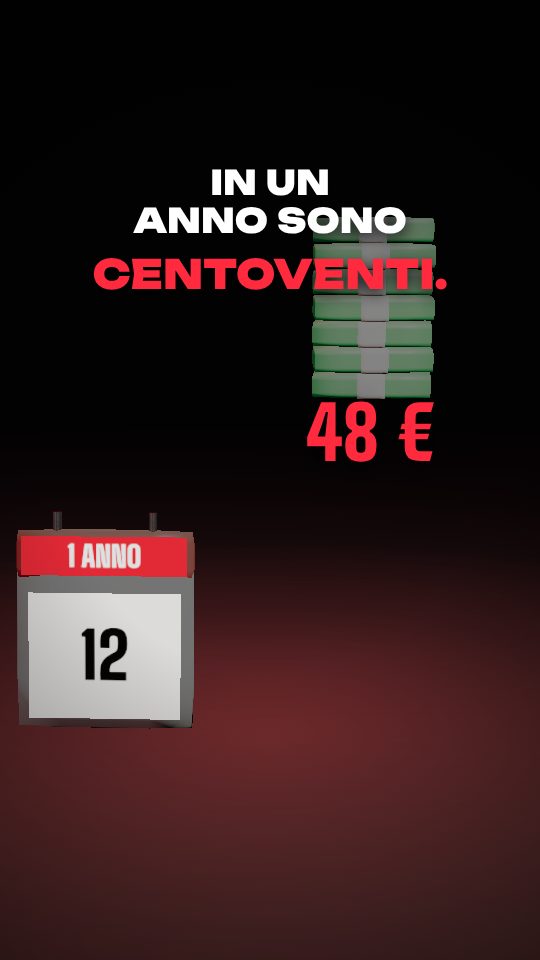 IN UN
ANNO SONO
CENTOVENTI.
48 €
1 ANNO
12